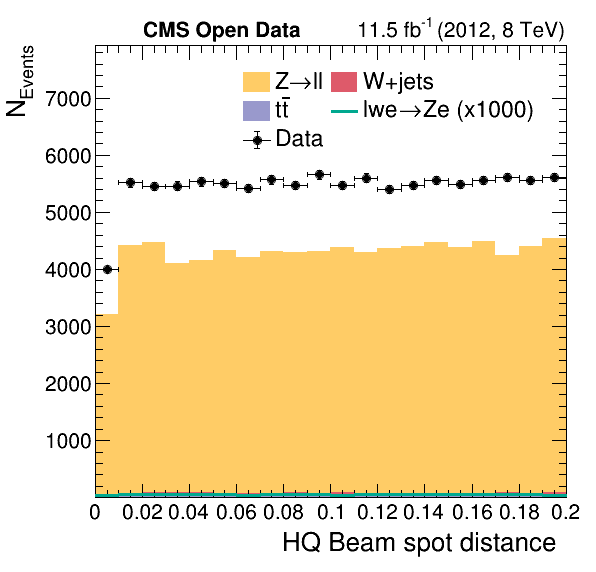 CMS Open Data 11.5 fb⁻¹ (2012, 8 TeV)
N_Events
Z→ll W+jets
tt̄ lwe→Ze (x1000)
Data
7000
6000
5000
4000
3000
2000
1000
0 0.02 0.04 0.06 0.08 0.1 0.12 0.14 0.16 0.18 0.2
HQ Beam spot distance